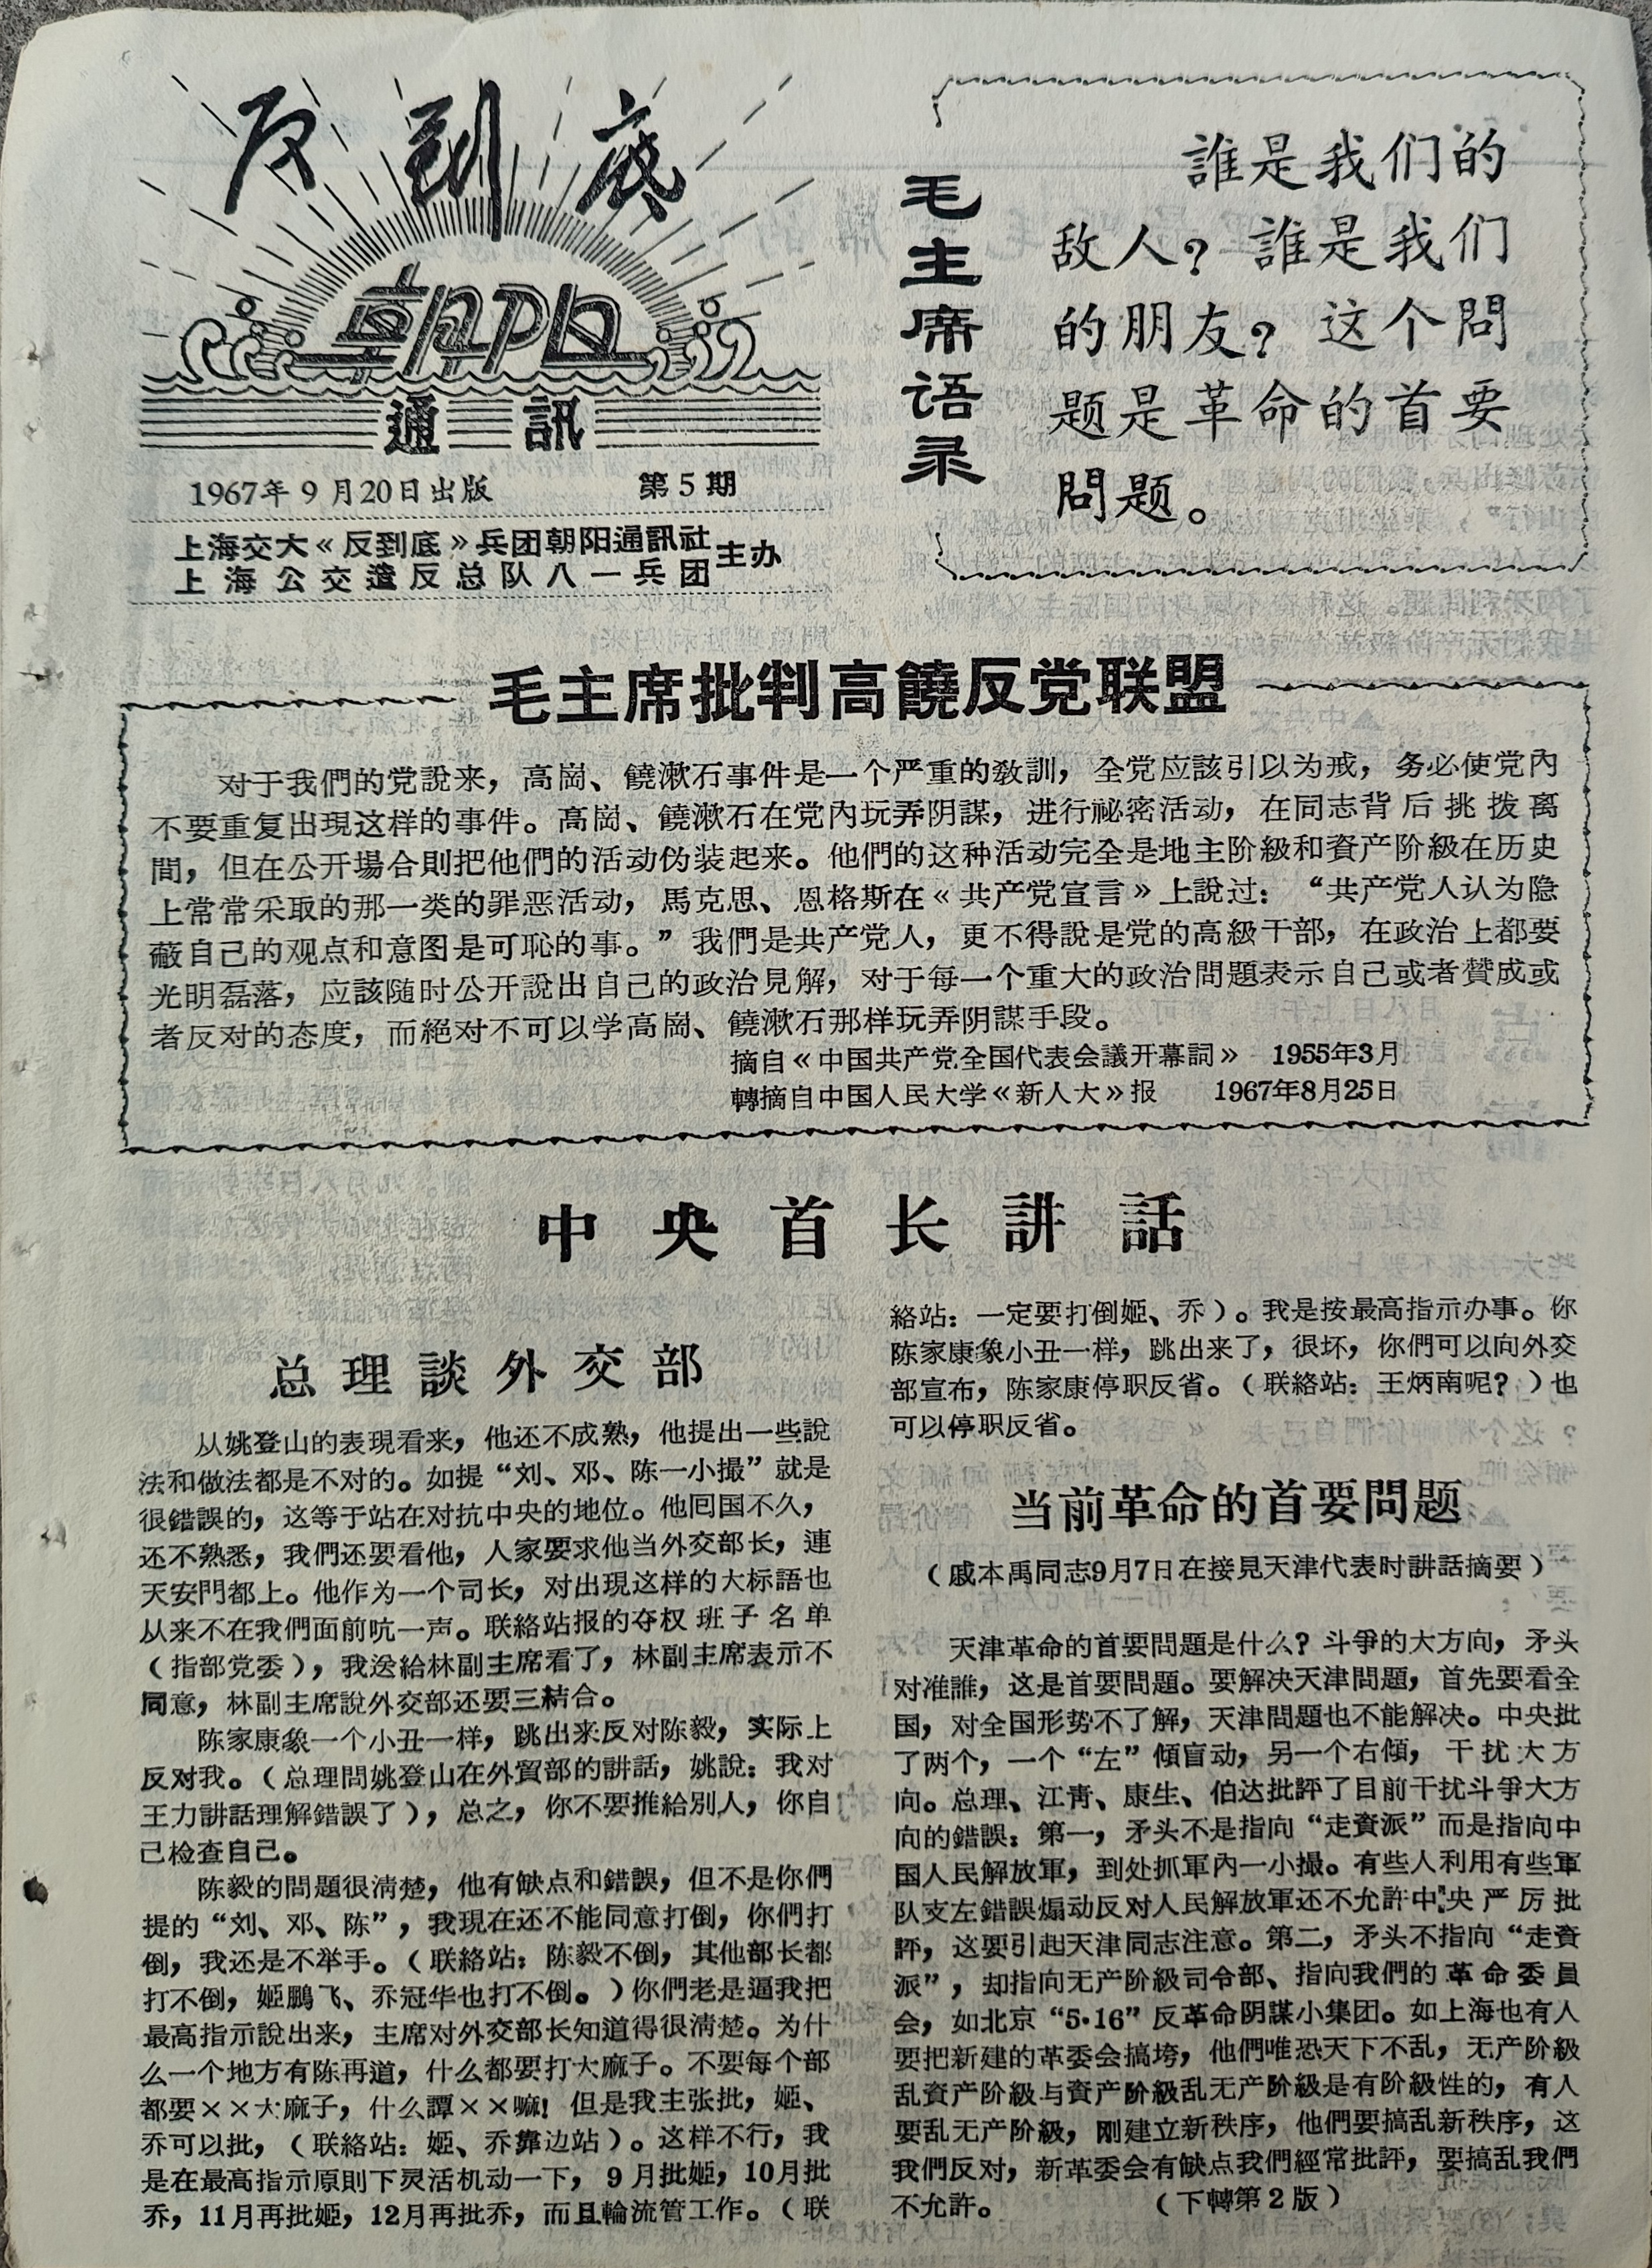 反到底
朝阳
通訊
1967年9月20日出版 第5期
上海交大《反到底》兵团朝阳通訊社
上海公交造反总队八一兵团
主办
毛主席语录
誰是我们的
敌人？誰是我们
的朋友？这个問
题是革命的首要
問题。
毛主席批判高饒反党联盟
对于我們的党說来，高崗、饒漱石事件是一个严重的敎訓，全党应該引以为戒，务必使党內
不要重复出現这样的事件。高崗、饒漱石在党內玩弄阴謀，进行祕密活动，在同志背后挑拨离
間，但在公开場合則把他們的活动伪装起来。他們的这种活动完全是地主阶級和資产阶級在历史
上常常采取的那一类的罪恶活动，馬克思、恩格斯在《共产党宣言》上說过：“共产党人认为隐
蔽自己的观点和意图是可恥的事。”我們是共产党人，更不得說是党的高級干部，在政治上都要
光明磊落，应該随时公开說出自己的政治見解，对于每一个重大的政治問題表示自己或者賛成或
者反对的态度，而絕对不可以学高崗、饒漱石那样玩弄阴謀手段。
摘自《中国共产党全国代表会議开幕詞》 1955年3月
轉摘自中国人民大学《新人大》报 1967年8月25日
中央首长講話
总理談外交部
从姚登山的表現看来，他还不成熟，他提出一些說
法和做法都是不对的。如提“刘、邓、陈一小撮”就是
很錯誤的，这等于站在对抗中央的地位。他囘国不久，
还不熟悉，我們还要看他，人家要求他当外交部长，連
天安門都上。他作为一个司长，对出現这样的大标語也
从来不在我們面前吭一声。联絡站报的夺权班子名单
（指部党委），我送給林副主席看了，林副主席表示不
同意，林副主席說外交部还要三結合。
陈家康象一个小丑一样，跳出来反对陈毅，实际上
反对我。（总理問姚登山在外貿部的講話，姚說：我对
王力講話理解錯誤了），总之，你不要推給別人，你自
己检查自己。
陈毅的問題很清楚，他有缺点和錯誤，但不是你們
提的“刘、邓、陈”，我現在还不能同意打倒，你們打
倒，我还是不举手。（联絡站：陈毅不倒，其他部长都
打不倒，姬鵬飞、乔冠华也打不倒。）你們老是逼我把
最高指示說出来，主席对外交部长知道得很清楚。为什
么一个地方有陈再道，什么都要打大麻子。不要每个部
都要××大麻子，什么譚××嘛！但是我主张批，姬、
乔可以批，（联絡站：姬、乔靠边站）。这样不行，我
是在最高指示原則下灵活机动一下，9月批姬，10月批
乔，11月再批姬，12月再批乔，而且輪流管工作。（联
絡站：一定要打倒姬、乔）。我是按最高指示办事。你
陈家康象小丑一样，跳出来了，很坏，你們可以向外交
部宣布，陈家康停职反省。（联絡站：王炳南呢？）也
可以停职反省。
当前革命的首要問题
（戚本禹同志9月7日在接見天津代表时講話摘要）
天津革命的首要問題是什么？斗爭的大方向，矛头
对准誰，这是首要問題。要解决天津問題，首先要看全
国，对全国形势不了解，天津問題也不能解决。中央批
了两个，一个“左”傾盲动，另一个右傾，干扰大方
向。总理、江青、康生、伯达批評了目前干扰斗爭大方
向的錯誤：第一，矛头不是指向“走資派”而是指向中
国人民解放軍，到处抓軍內一小撮。有些人利用有些軍
队支左錯誤煽动反对人民解放軍还不允許中央严厉批
評，这要引起天津同志注意。第二，矛头不指向“走資
派”，却指向无产阶級司令部、指向我們的革命委員
会，如北京“5·16”反革命阴謀小集团。如上海也有人
要把新建的革委会搞垮，他們唯恐天下不乱，无产阶級
乱資产阶級与資产阶級乱无产阶級是有阶級性的，有人
要乱无产阶級，刚建立新秩序，他們要搞乱新秩序，这
我們反对，新革委会有缺点我們經常批評，要搞乱我們
不允許。 （下轉第2版）